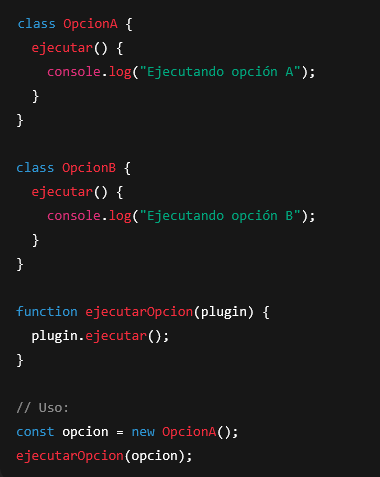 class OpcionA {
  ejecutar() {
    console.log("Ejecutando opción A");
  }
}

class OpcionB {
  ejecutar() {
    console.log("Ejecutando opción B");
  }
}

function ejecutarOpcion(plugin) {
  plugin.ejecutar();
}

// Uso:
const opcion = new OpcionA();
ejecutarOpcion(opcion);